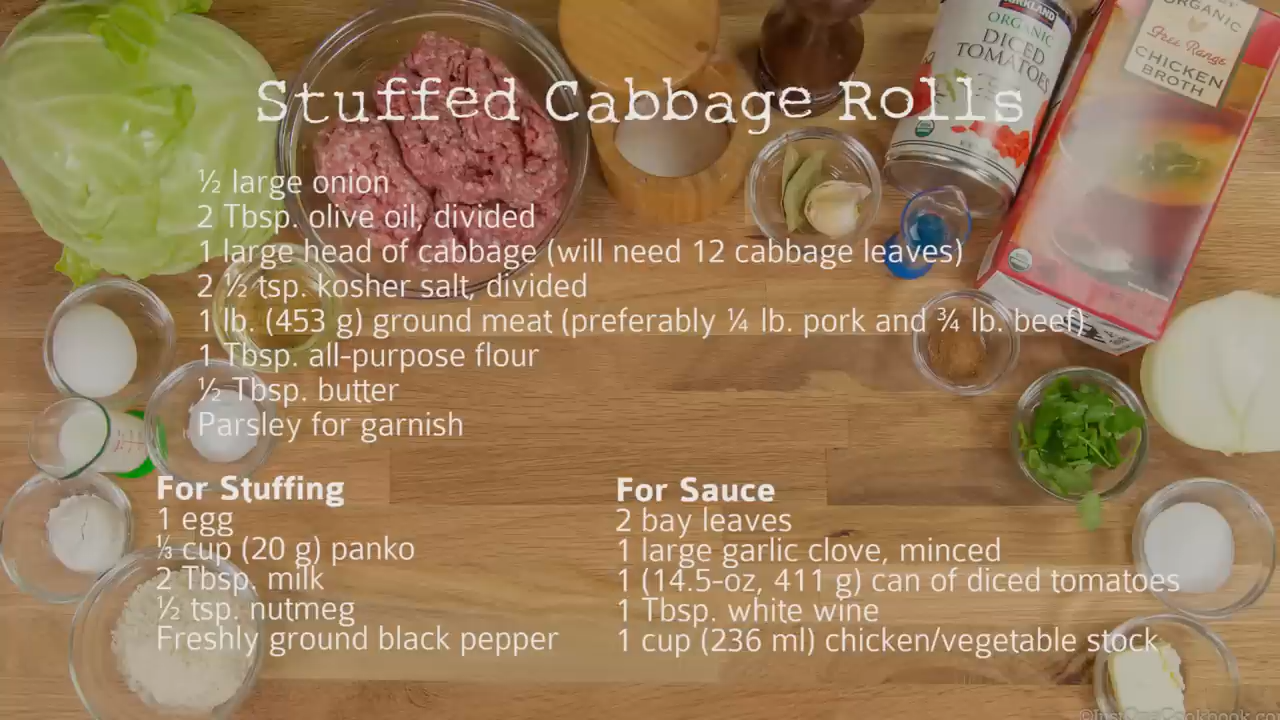 Stuffed Cabbage Rolls
½ large onion
2 Tbsp. olive oil, divided
1 large head of cabbage (will need 12 cabbage leaves)
2 ½ tsp. kosher salt, divided
1 lb. (453 g) ground meat (preferably ¼ lb. pork and ¾ lb. beef)
1 Tbsp. all-purpose flour
½ Tbsp. butter
Parsley for garnish
For Stuffing
1 egg
⅓ cup (20 g) panko
2 Tbsp. milk
½ tsp. nutmeg
Freshly ground black pepper
For Sauce
2 bay leaves
1 large garlic clove, minced
1 (14.5-oz, 411 g) can of diced tomatoes
1 Tbsp. white wine
1 cup (236 ml) chicken/vegetable stock
KIRKLAND
ORGANIC
DICED
TOMATOES
ORGANIC
Free Range
CHICKEN
BROTH